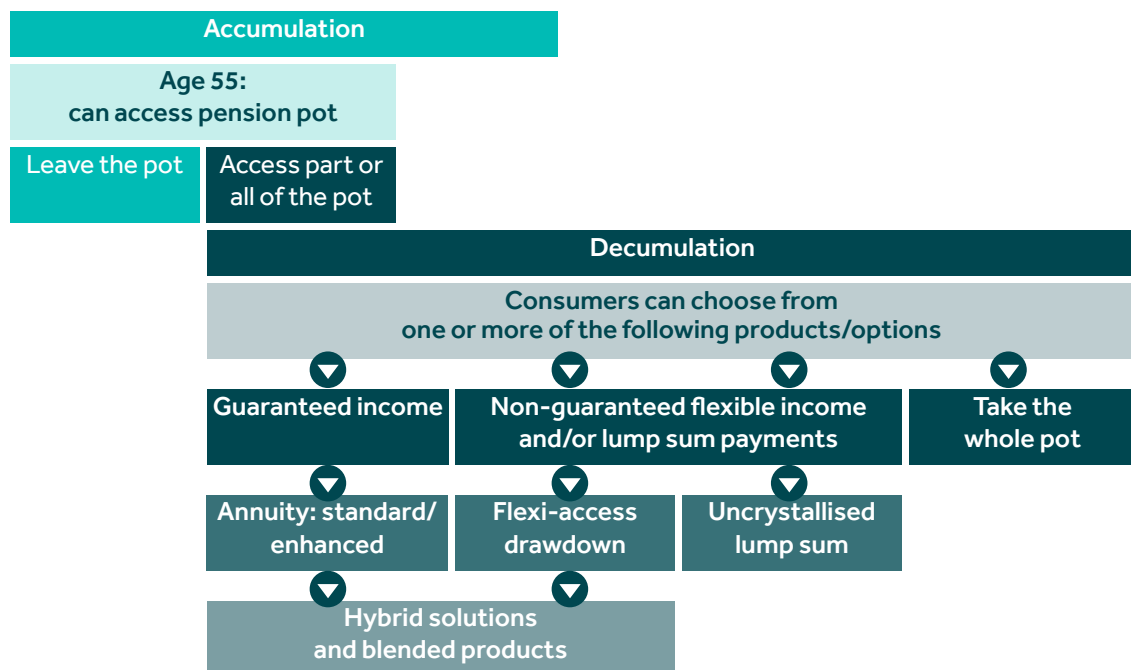 Accumulation
Age 55:
can access pension pot
Leave the pot
Access part or
all of the pot
Decumulation
Consumers can choose from
one or more of the following products/options
Guaranteed income
Non-guaranteed flexible income
and/or lump sum payments
Take the
whole pot
Annuity: standard/
enhanced
Flexi-access
drawdown
Uncrystallised
lump sum
Hybrid solutions
and blended products